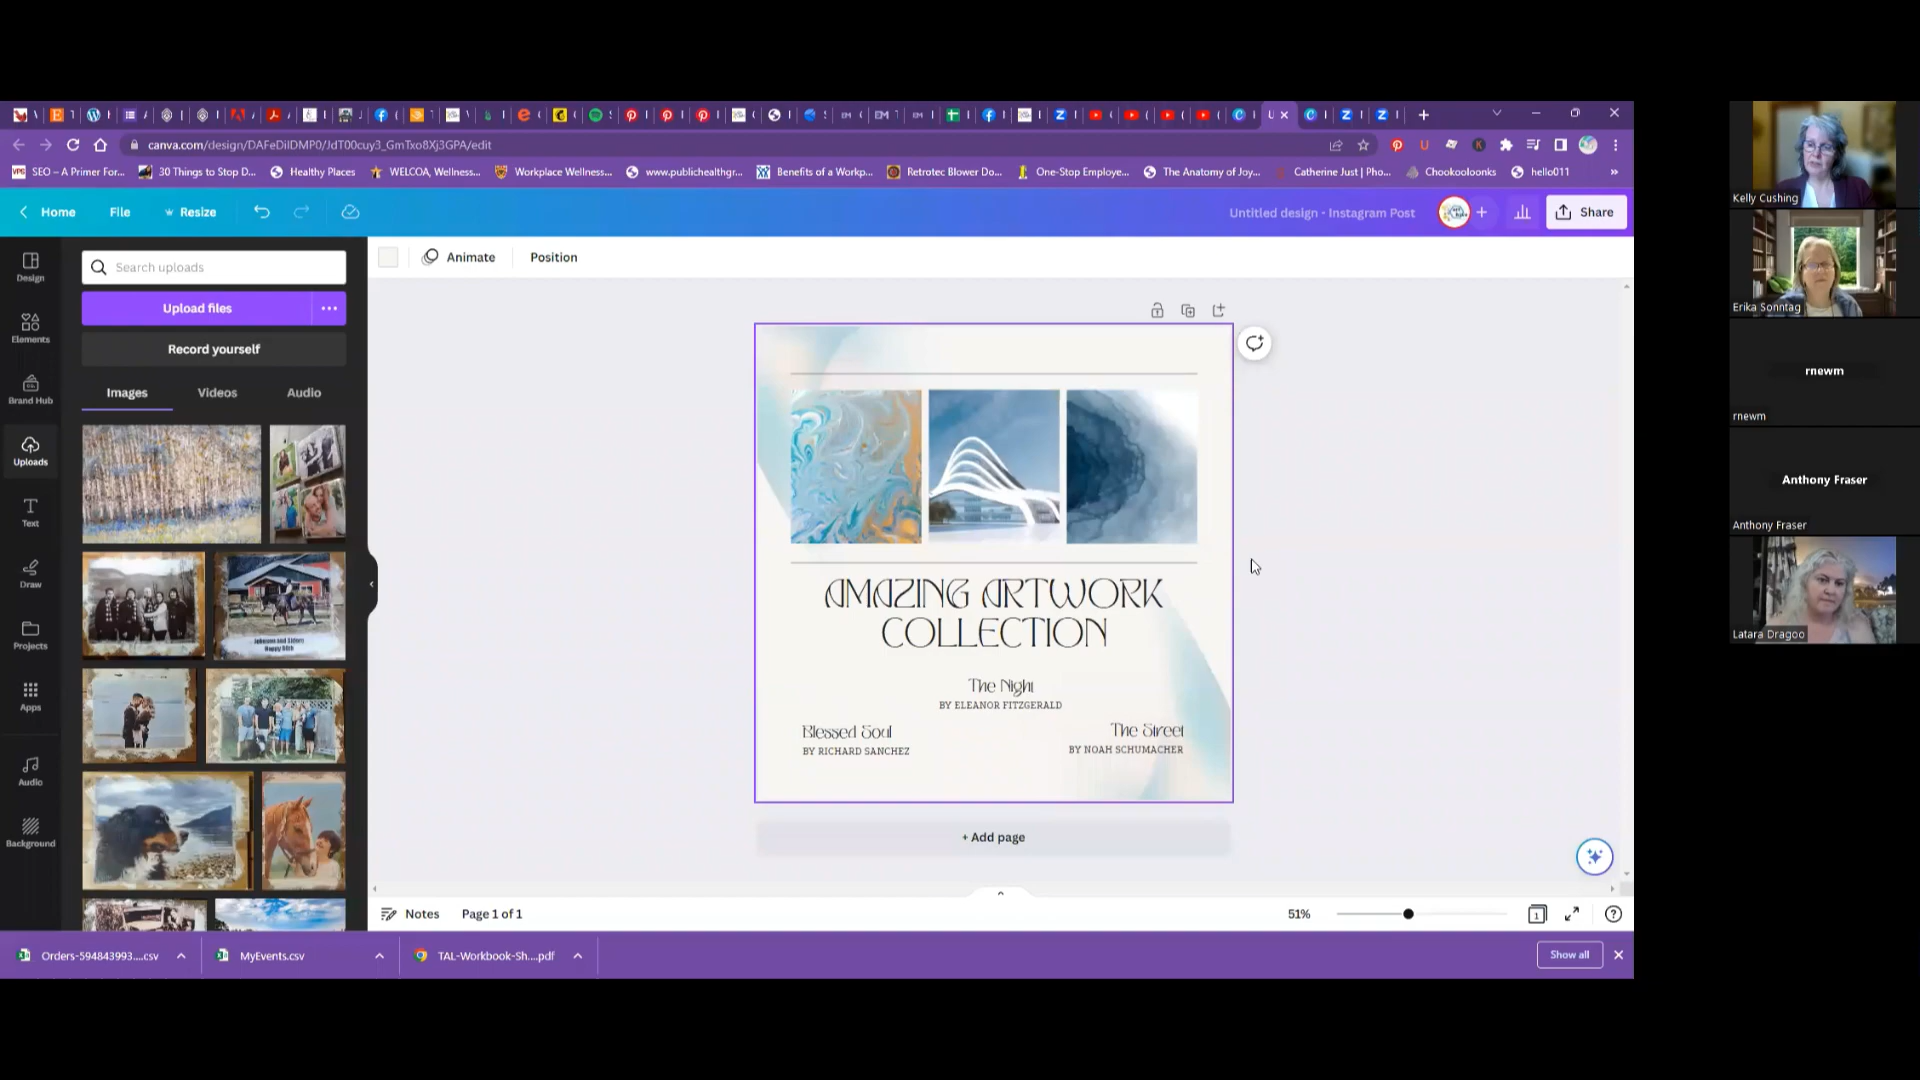 canva.com/design/DAFeDiIDMP0/JdT00cuy3_GmTxo8Xj3GPA/edit
SEO – A Primer For...
30 Things to Stop D...
Healthy Places
WELCOA, Wellness...
Workplace Wellness...
www.publichealthgr...
Benefits of a Workp...
Retrotec Blower Do...
One-Stop Employe...
The Anatomy of Joy...
Catherine Just | Pho...
Chookooloonks
hello011
»
Home
File
Resize
Untitled design - Instagram Post
Share
Design
Elements
Brand Hub
Uploads
Text
Draw
Projects
Apps
Audio
Background
Search uploads
Upload files
Record yourself
Images
Videos
Audio
Animate
Position
AMAZING ARTWORK
COLLECTION
The Night
BY ELEANOR FITZGERALD
Blessed Soul
BY RICHARD SANCHEZ
The Street
BY NOAH SCHUMACHER
+ Add page
Notes
Page 1 of 1
51%
1
Orders-594843993....csv
MyEvents.csv
TAL-Workbook-Sh....pdf
Show all
Kelly Cushing
Erika Sonntag
rnewm
rnewm
Anthony Fraser
Anthony Fraser
Latara Dragoo